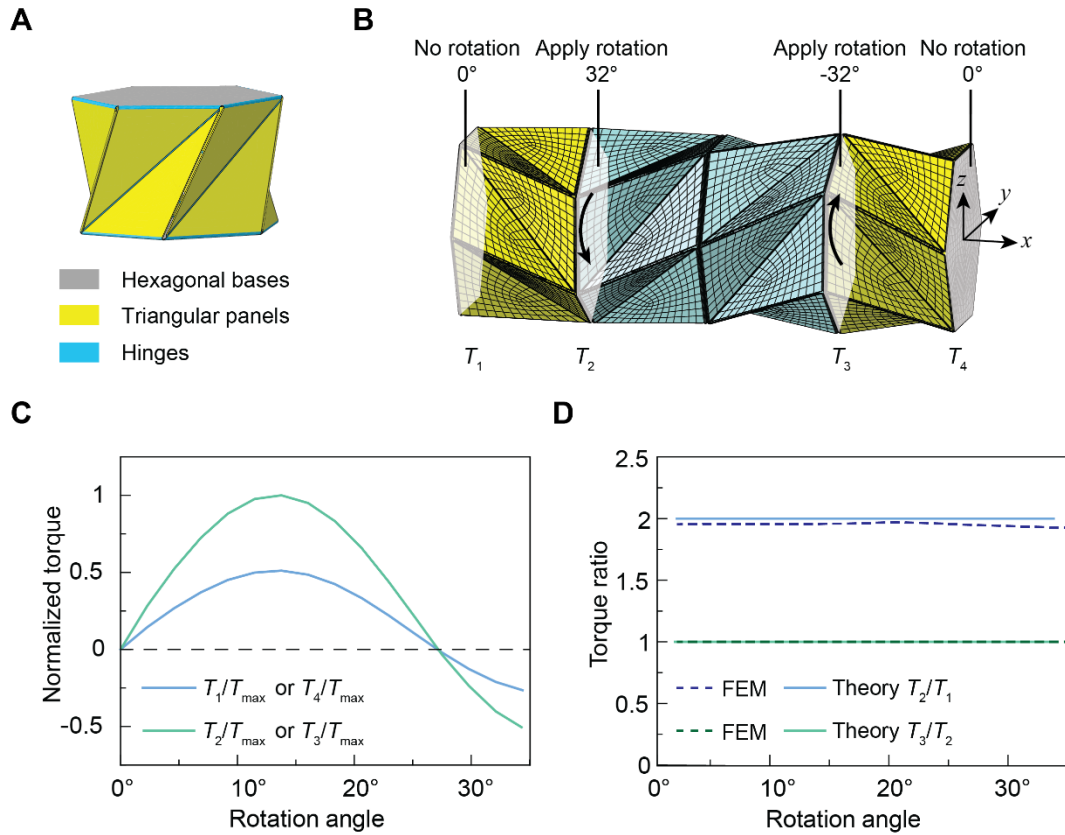 A
Hexagonal bases
Triangular panels
Hinges
B
No rotation Apply rotation Apply rotation No rotation
0° 32° -32° 0°
z
y
x
T1 T2 T3 T4
C
Normalized torque
1
0.5
0
-0.5
T1/Tmax or T4/Tmax
T2/Tmax or T3/Tmax
0° 10° 20° 30°
Rotation angle
D
Torque ratio
2.5
2
1.5
1
0.5
0
FEM Theory T2/T1
FEM Theory T3/T2
0° 10° 20° 30°
Rotation angle